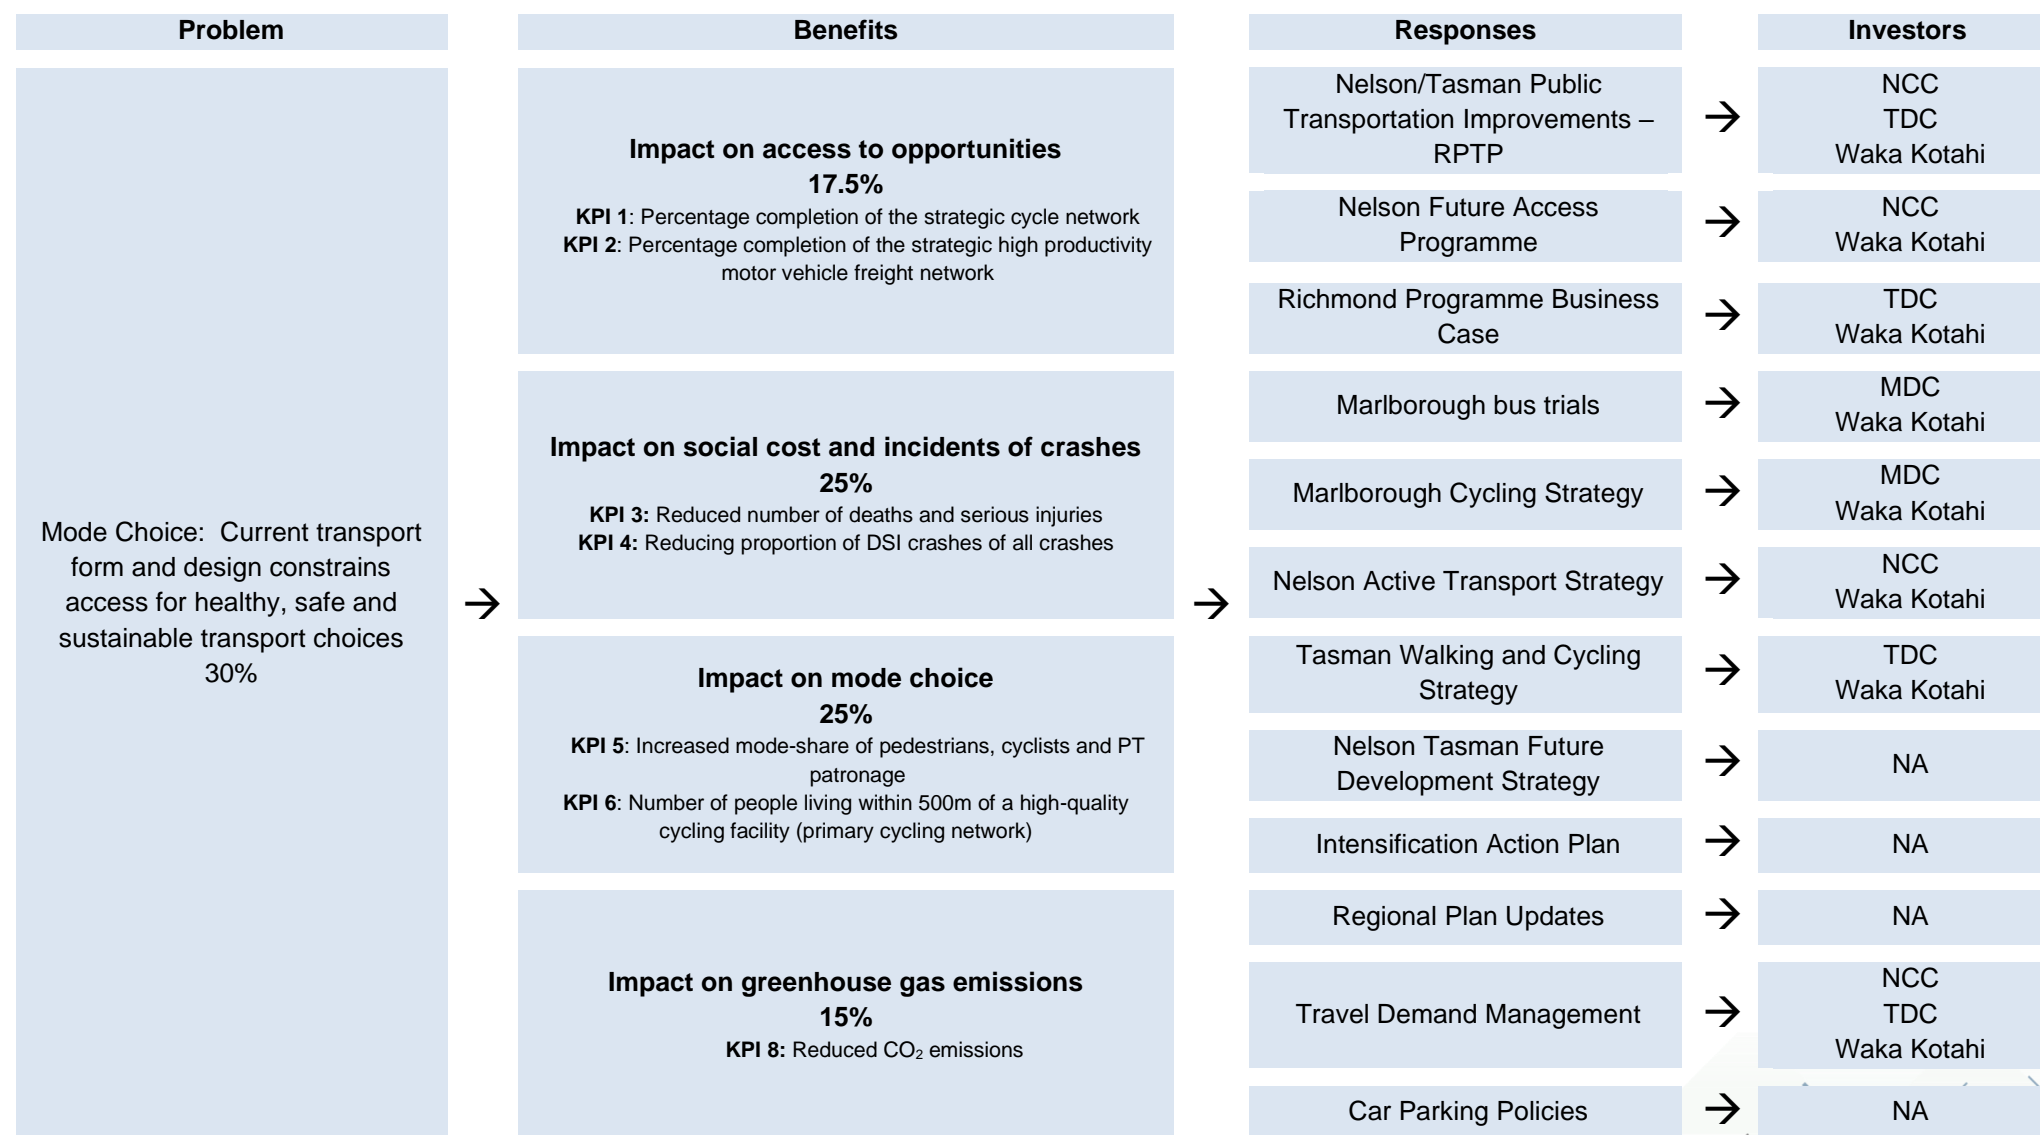 Problem
Benefits
Responses
Investors
Mode Choice:  Current transport
form and design constrains
access for healthy, safe and
sustainable transport choices
30%
→
Impact on access to opportunities
17.5%
KPI 1: Percentage completion of the strategic cycle network
KPI 2: Percentage completion of the strategic high productivity
motor vehicle freight network
Impact on social cost and incidents of crashes
25%
KPI 3: Reduced number of deaths and serious injuries
KPI 4: Reducing proportion of DSI crashes of all crashes
Impact on mode choice
25%
KPI 5: Increased mode-share of pedestrians, cyclists and PT
patronage
KPI 6: Number of people living within 500m of a high-quality
cycling facility (primary cycling network)
Impact on greenhouse gas emissions
15%
KPI 8: Reduced CO₂ emissions
→
Nelson/Tasman Public
Transportation Improvements –
RPTP
→
NCC
TDC
Waka Kotahi
Nelson Future Access
Programme
→
NCC
Waka Kotahi
Richmond Programme Business
Case
→
TDC
Waka Kotahi
Marlborough bus trials
→
MDC
Waka Kotahi
Marlborough Cycling Strategy
→
MDC
Waka Kotahi
Nelson Active Transport Strategy
→
NCC
Waka Kotahi
Tasman Walking and Cycling
Strategy
→
TDC
Waka Kotahi
Nelson Tasman Future
Development Strategy
→
NA
Intensification Action Plan
→
NA
Regional Plan Updates
→
NA
Travel Demand Management
→
NCC
TDC
Waka Kotahi
Car Parking Policies
→
NA